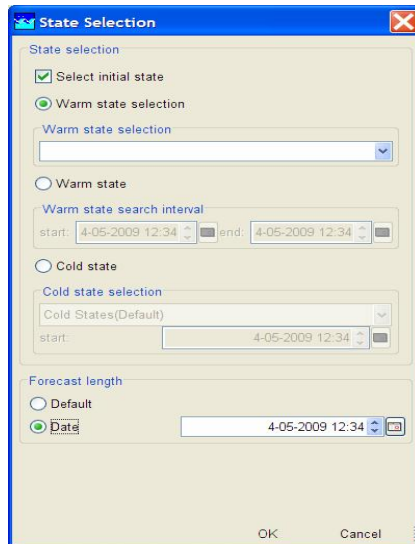 State Selection
State selection
Select initial state
Warm state selection
Warm state selection
Warm state
Warm state search interval
start: 4-05-2009 12:34 end: 4-05-2009 12:34
Cold state
Cold state selection
Cold States(Default)
start: 4-05-2009 12:34
Forecast length
Default
Date 4-05-2009 12:34
OK Cancel